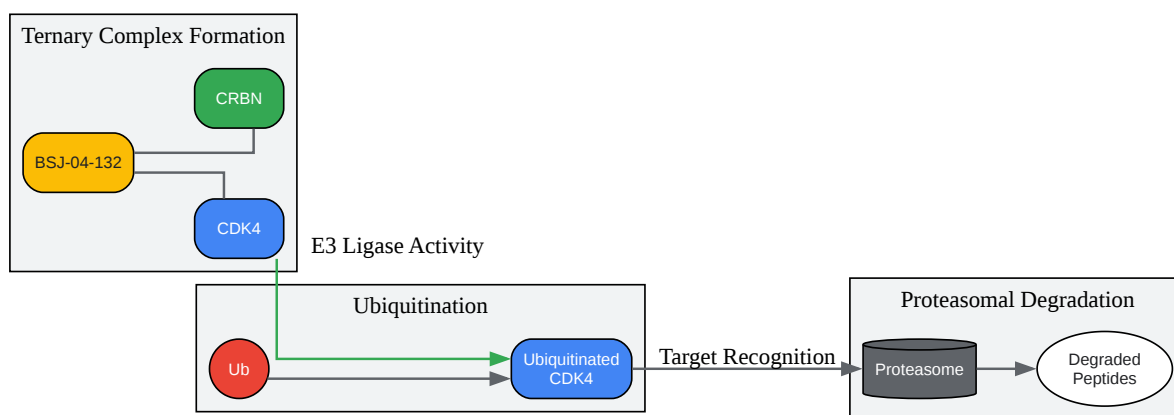 Ternary Complex Formation
CRBN
BSJ-04-132
CDK4
E3 Ligase Activity
Ubiquitination
Ub
Ubiquitinated
CDK4
Target Recognition
Proteasomal Degradation
Proteasome
Degraded
Peptides